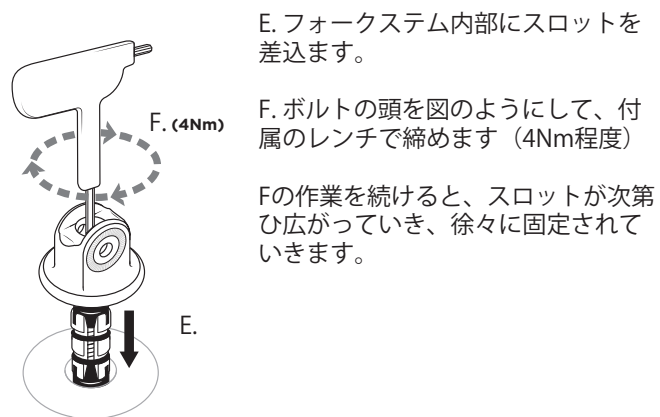 E. フォークステム内部にスロットを
差込ます。
F. (4Nm)
F. ボルトの頭を図のようにして、付
属のレンチで締めます（4Nm程度）
Fの作業を続けると、スロットが次第
ひ広がっていき、徐々に固定されて
いきます。
E.